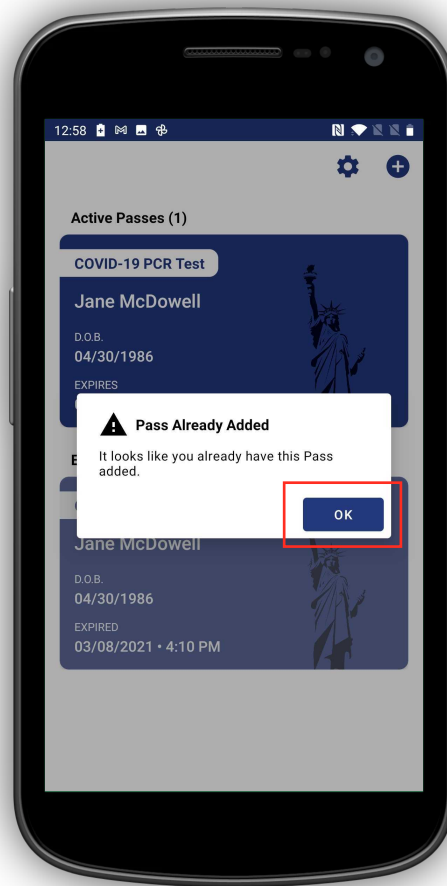 12:58
Active Passes (1)
COVID-19 PCR Test
Jane McDowell
D.O.B.
04/30/1986
EXPIRES
Pass Already Added
It looks like you already have this Pass
added.
OK
Jane McDowell
D.O.B.
04/30/1986
EXPIRED
03/08/2021 • 4:10 PM